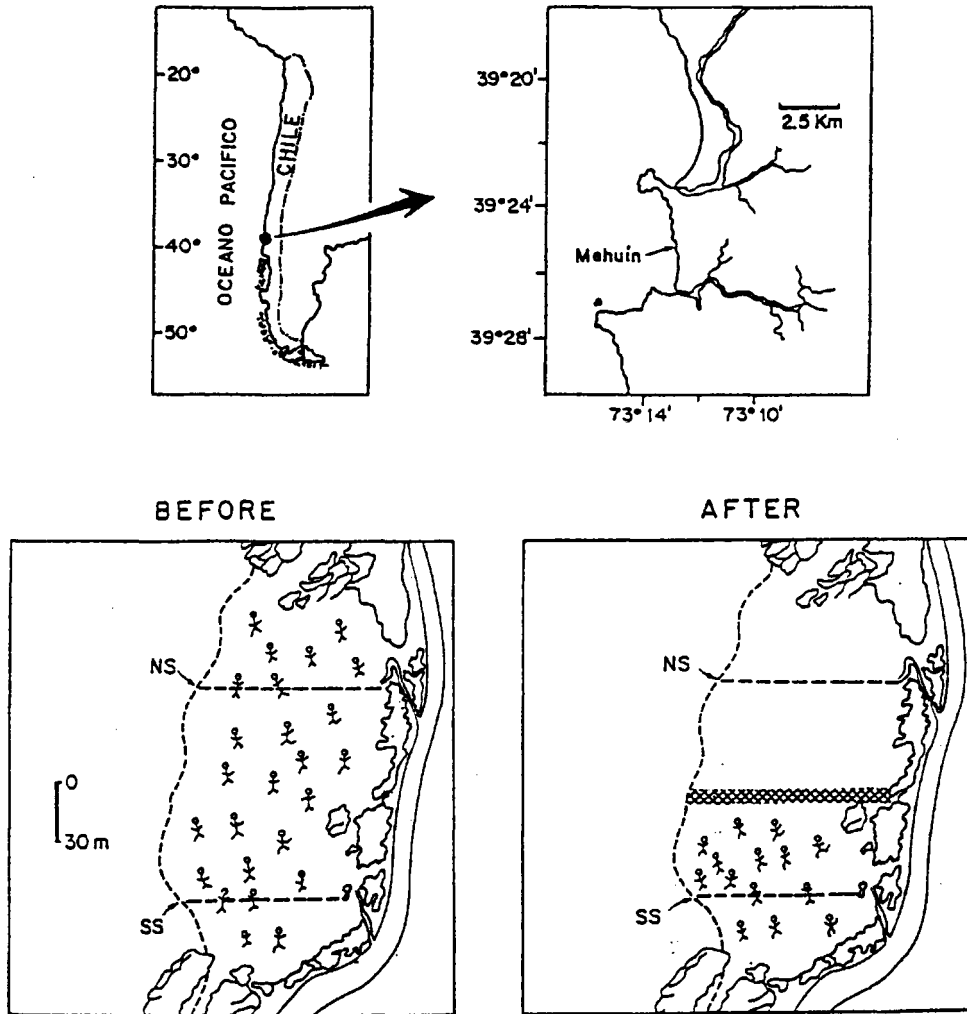 20°
30°
40°
50°
OCEANO PACIFICO
CHILE
39°20'
39°24'
39°28'
2.5 Km
Mehuín
73°14'
73°10'
BEFORE
NS
0
30 m
SS
AFTER
NS
SS